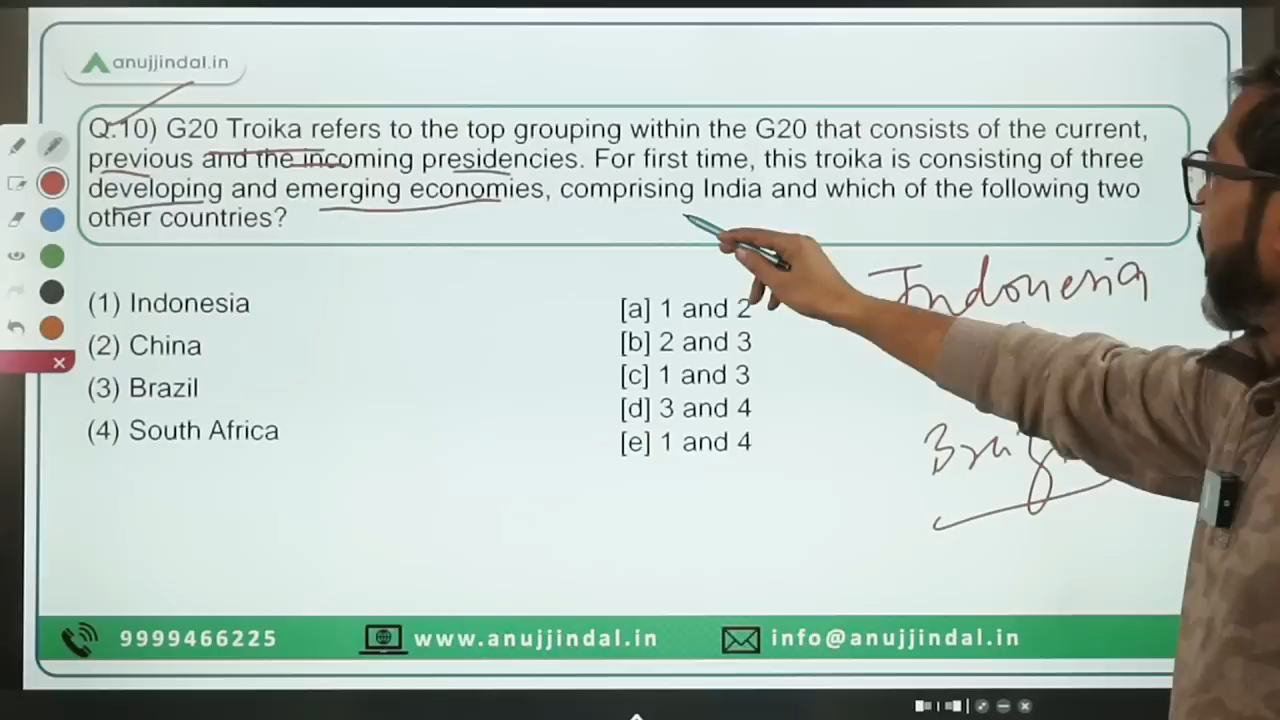 anujjindal.in
Q.10) G20 Troika refers to the top grouping within the G20 that consists of the current,
previous and the incoming presidencies. For first time, this troika is consisting of three
developing and emerging economies, comprising India and which of the following two
other countries?
(1) Indonesia
(2) China
(3) Brazil
(4) South Africa
[a] 1 and 2
[b] 2 and 3
[c] 1 and 3
[d] 3 and 4
[e] 1 and 4
Indonesia
9999466225
www.anujjindal.in
info@anujjindal.in